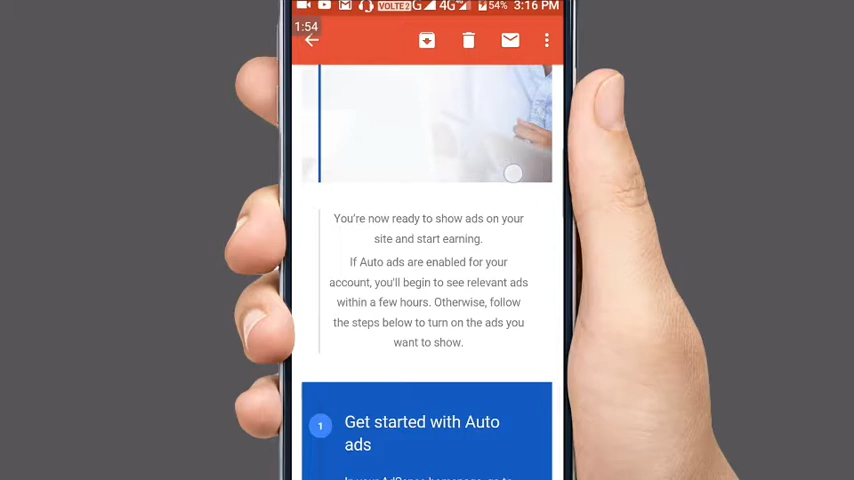 VOLTE2 G 4G 54% 3:16 PM
1:54
You're now ready to show ads on your
site and start earning.
If Auto ads are enabled for your
account, you'll begin to see relevant ads
within a few hours. Otherwise, follow
the steps below to turn on the ads you
want to show.
1
Get started with Auto
ads